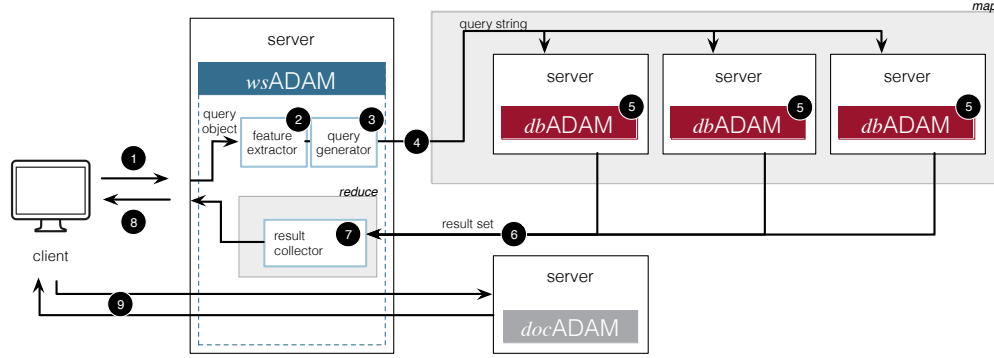 map
query string
server
server
server
server
wsADAM
dbADAM
5
dbADAM
5
dbADAM
5
query
object
feature
extractor
2
query
generator
3
4
1
8
client
reduce
result
collector
7
result set
6
server
docADAM
9